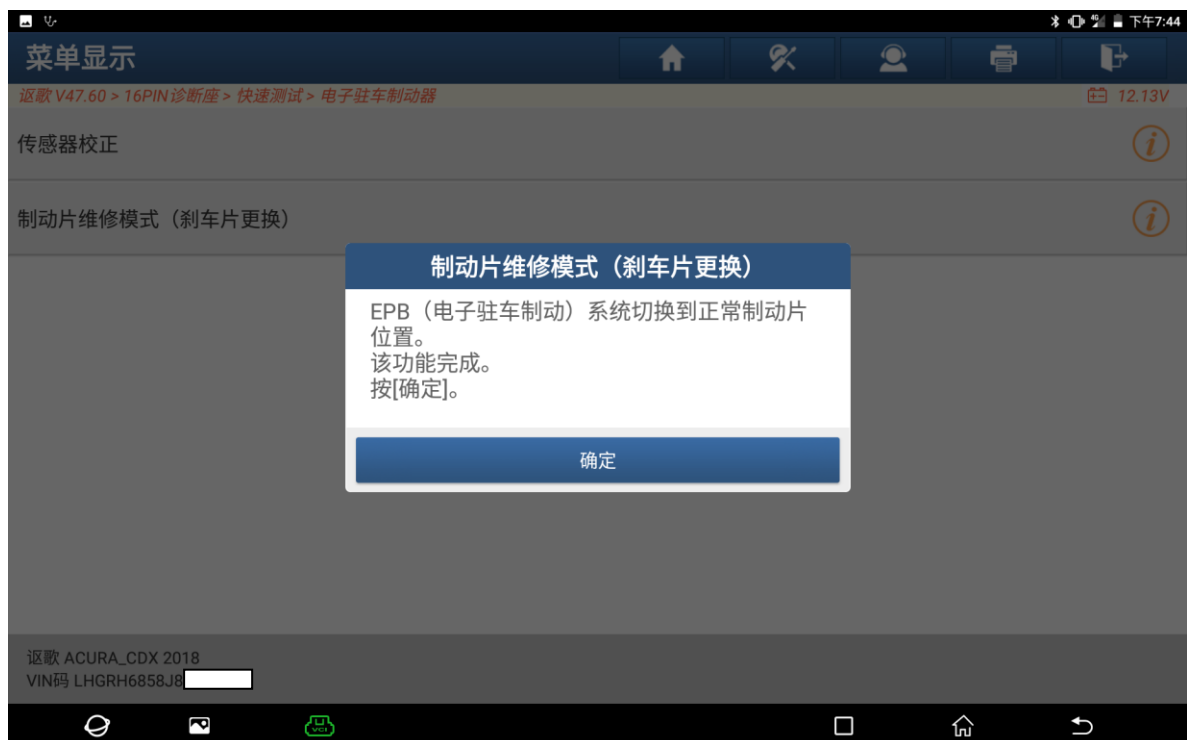 下午7:44
菜单显示
讴歌 V47.60 > 16PIN诊断座 > 快速测试 > 电子驻车制动器
12.13V
传感器校正
制动片维修模式（刹车片更换）
制动片维修模式（刹车片更换）
EPB（电子驻车制动）系统切换到正常制动片
位置。
该功能完成。
按[确定]。
确定
讴歌 ACURA_CDX 2018
VIN码 LHGRH6858J8
VCI